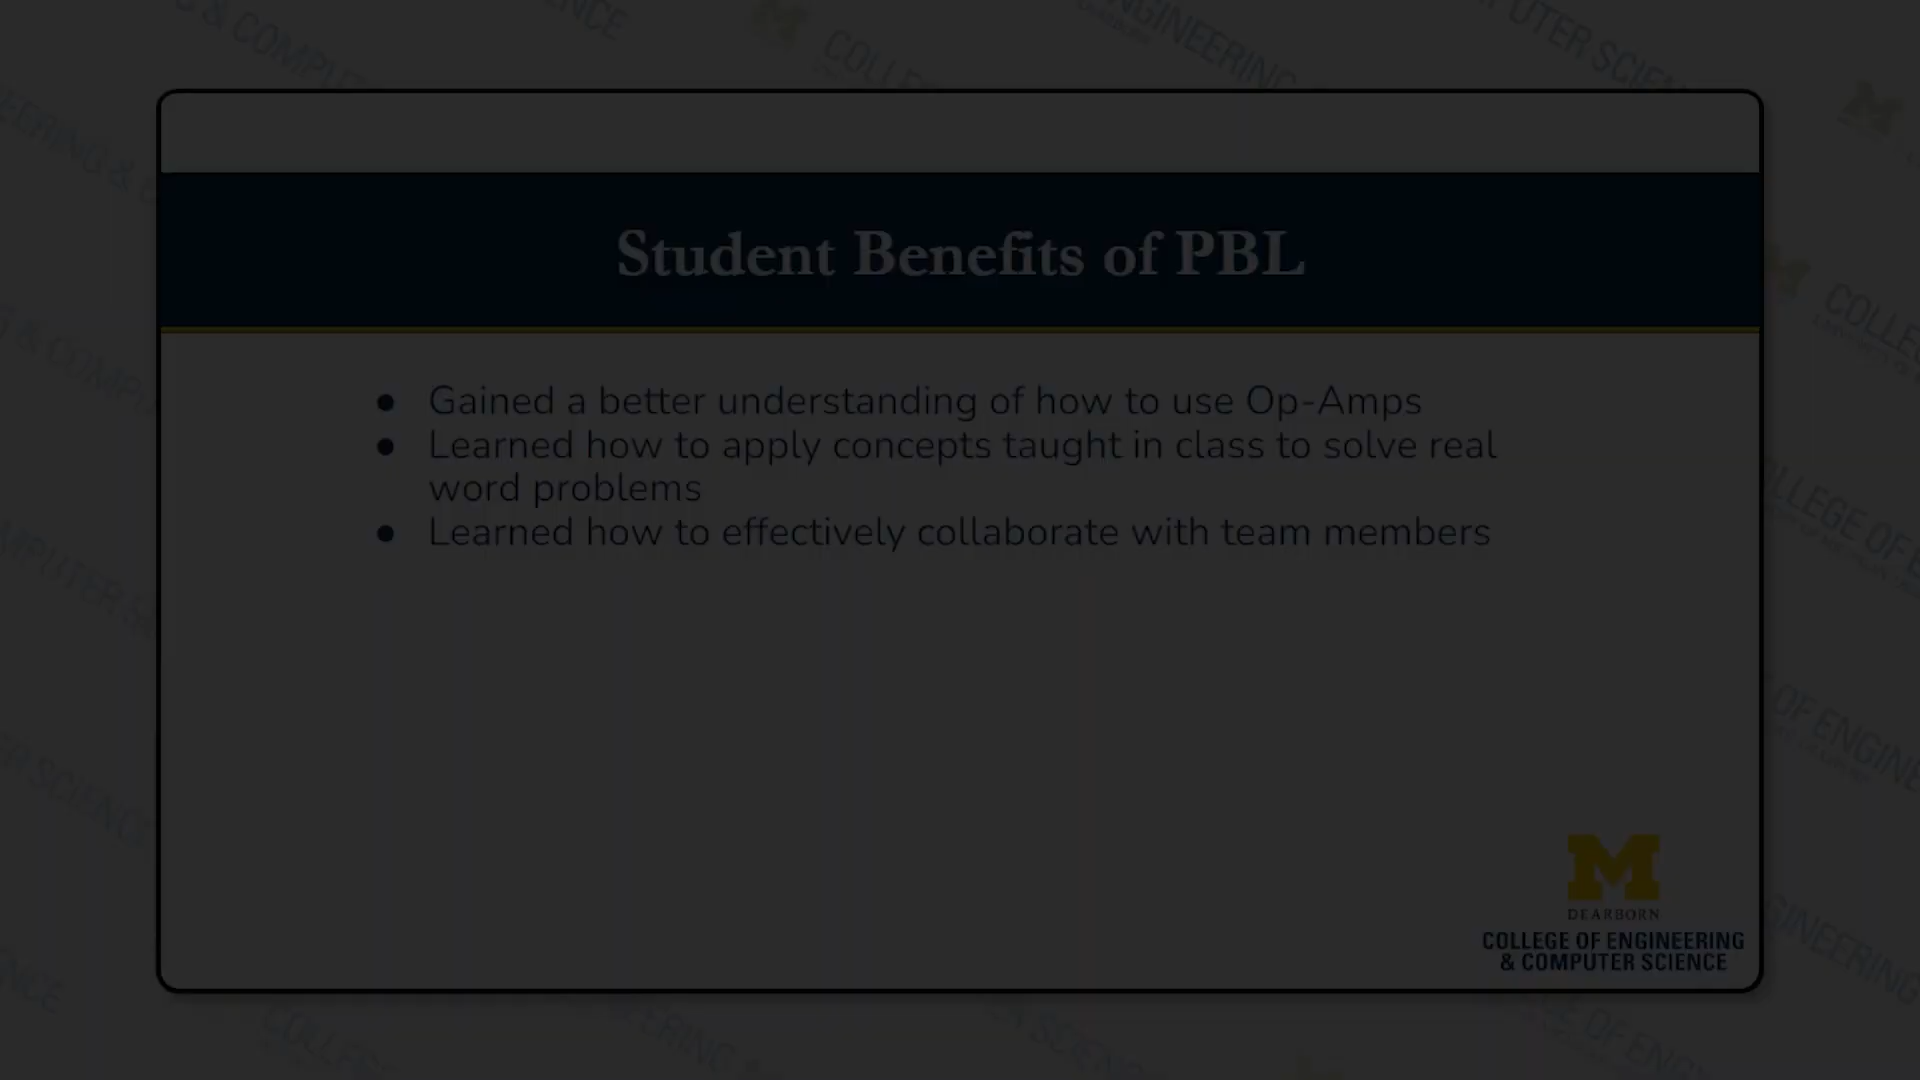 Student Benefits of PBL
● Gained a better understanding of how to use Op-Amps
● Learned how to apply concepts taught in class to solve real
word problems
● Learned how to effectively collaborate with team members
M
DEARBORN
COLLEGE OF ENGINEERING
& COMPUTER SCIENCE